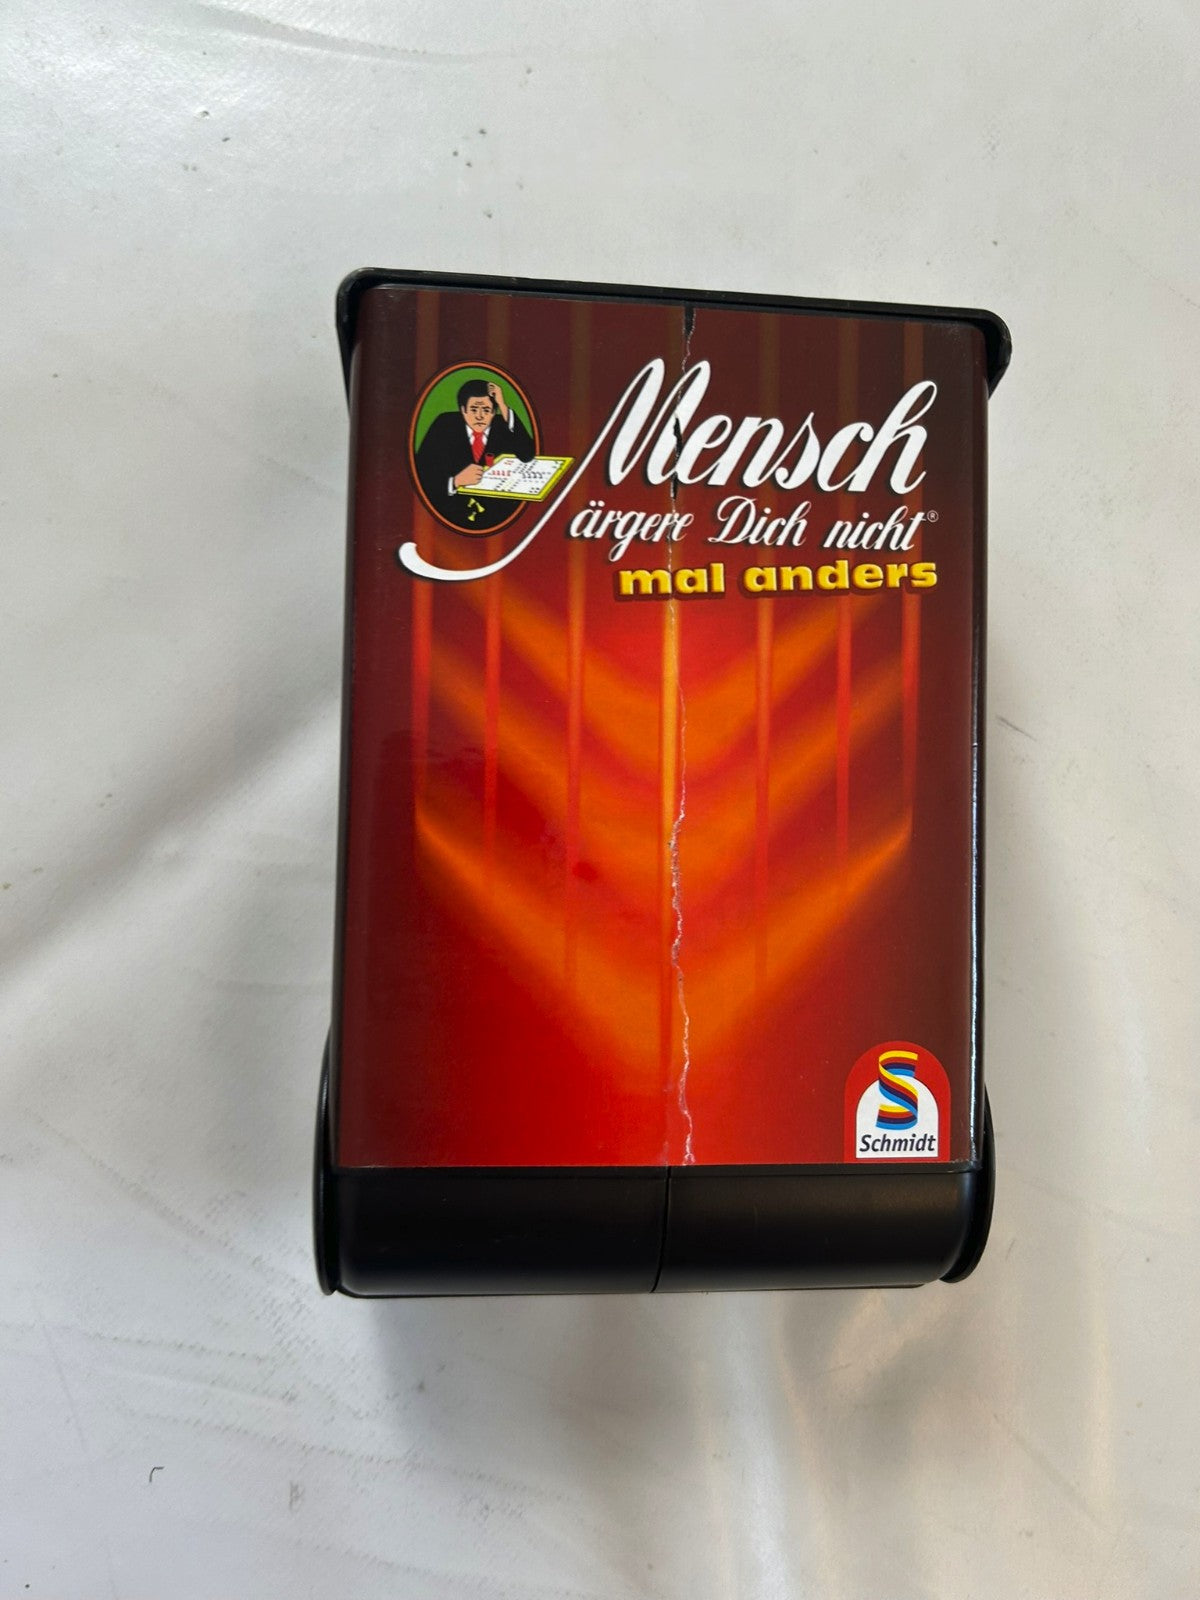 Mensch
ärgere Dich nicht®
mal anders
S
Schmidt